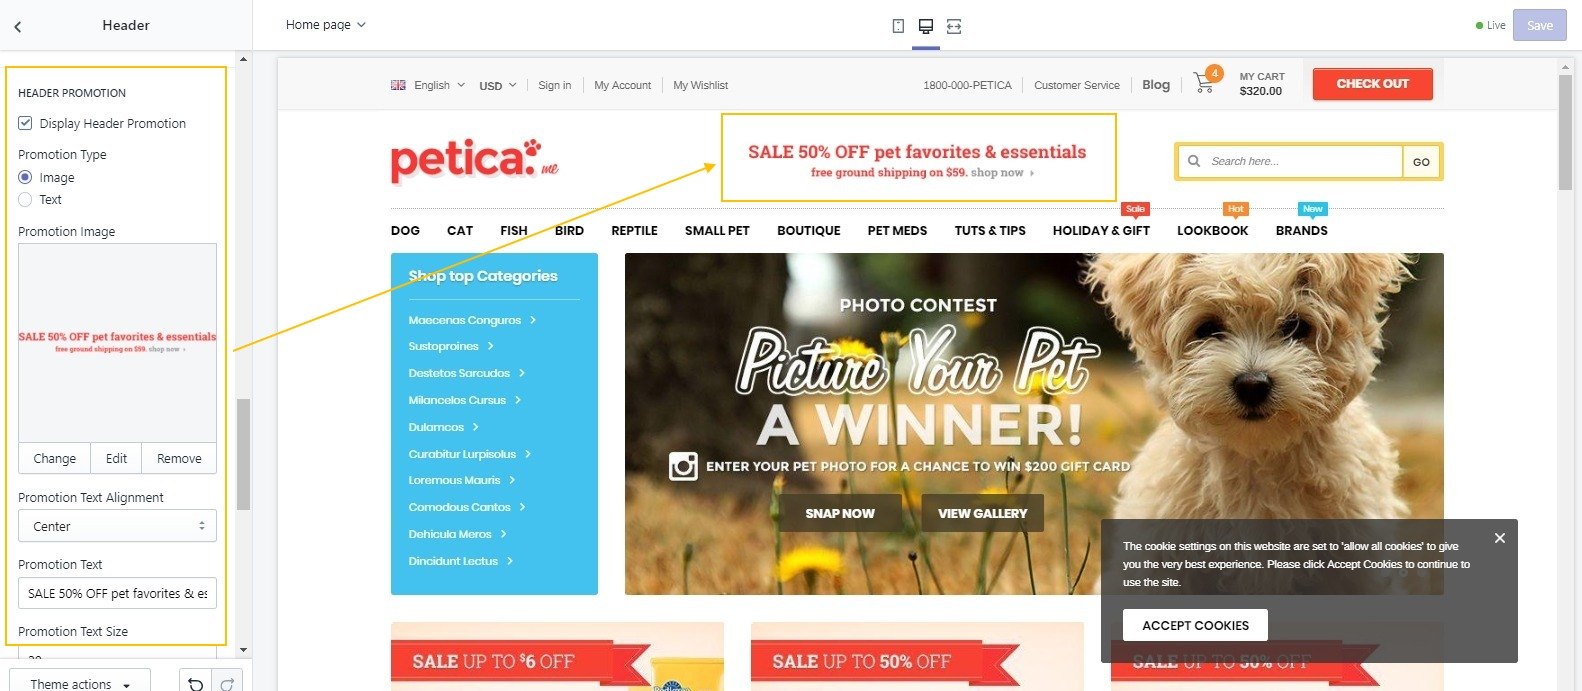 Header
Home page
Live
Save
HEADER PROMOTION
Display Header Promotion
Promotion Type
Image
Text
Promotion Image
SALE 50% OFF pet favorites & essentials
free ground shipping on $59. shop now
Change
Edit
Remove
Promotion Text Alignment
Center
Promotion Text
SALE 50% OFF pet favorites & es
Promotion Text Size
Theme actions
English
USD
Sign in
My Account
My Wishlist
1800-000-PETICA
Customer Service
Blog
4
MY CART
$320.00
CHECK OUT
petica.me
SALE 50% OFF pet favorites & essentials
free ground shipping on $59. shop now
Search here...
GO
Sale
Hot
New
DOG CAT FISH BIRD REPTILE SMALL PET BOUTIQUE PET MEDS TUTS & TIPS HOLIDAY & GIFT LOOKBOOK BRANDS
Shop top Categories
Maecenas Conguros
Sustoproines
Destetos Sarcudos
Milancelos Cursus
Dulamcos
Curabitur Lurpisolus
Loremous Mauris
Comodous Cantos
Dehicula Meros
Dincidunt Lectus
PHOTO CONTEST
Picture Your Pet
A WINNER!
ENTER YOUR PET PHOTO FOR A CHANCE TO WIN $200 GIFT CARD
SNAP NOW
VIEW GALLERY
The cookie settings on this website are set to 'allow all cookies' to give
you the very best experience. Please click Accept Cookies to continue to
use the site.
ACCEPT COOKIES
SALE UP TO $6 OFF
SALE UP TO 50% OFF
SALE UP TO 50% OFF